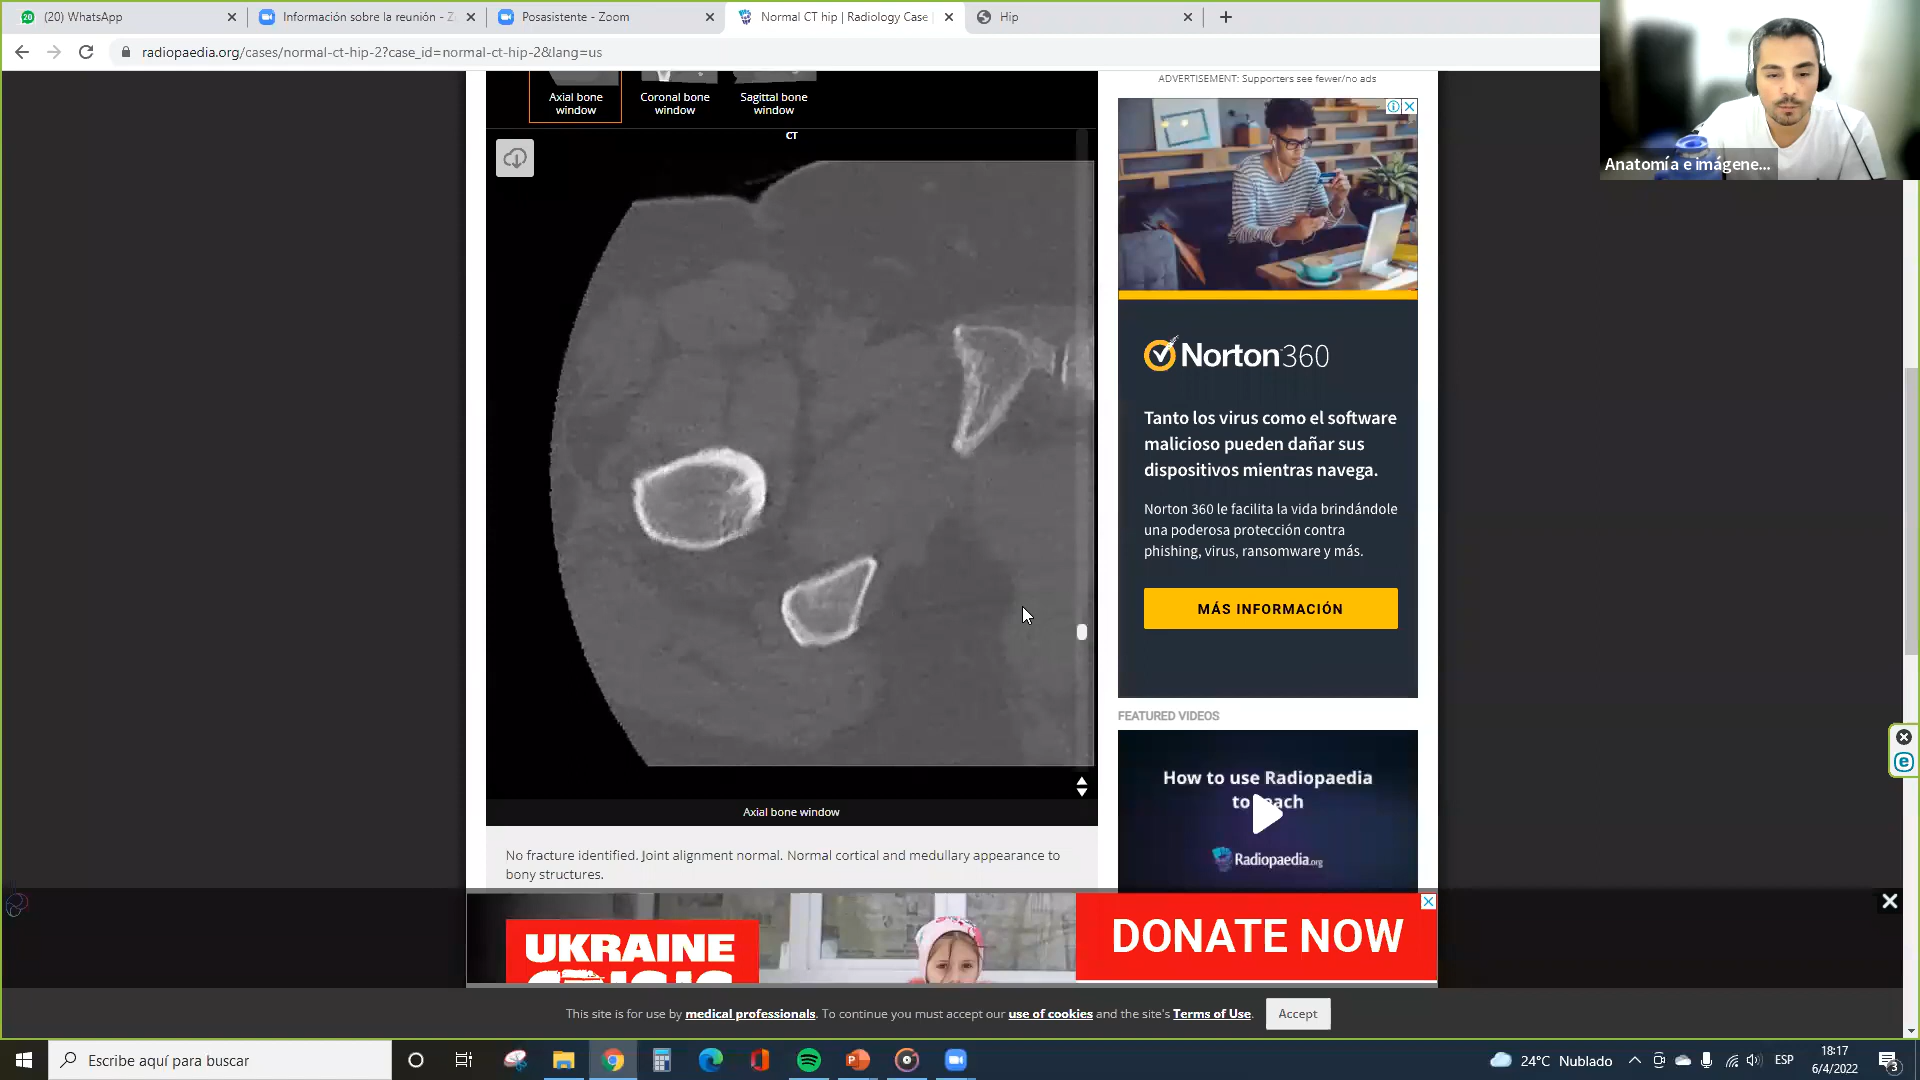 (20) WhatsApp
Información sobre la reunión - Z
Posasistente - Zoom
Normal CT hip | Radiology Case
Hip
radiopaedia.org/cases/normal-ct-hip-2?case_id=normal-ct-hip-2&lang=us
Axial bone
window
Coronal bone
window
Sagittal bone
window
CT
Axial bone window
No fracture identified. Joint alignment normal. Normal cortical and medullary appearance to
bony structures.
ADVERTISEMENT: Supporters see fewer/no ads
Norton360
Tanto los virus como el software
malicioso pueden dañar sus
dispositivos mientras navega.
Norton 360 le facilita la vida brindándole
una poderosa protección contra
phishing, virus, ransomware y más.
MÁS INFORMACIÓN
FEATURED VIDEOS
How to use Radiopaedia
to
Radiopaedia.org
Anatomía e imágene...
UKRAINE
CRISIS
DONATE NOW
This site is for use by medical professionals. To continue you must accept our use of cookies and the site's Terms of Use.
Accept
Escribe aquí para buscar
24°C Nublado
ESP
18:17
6/4/2022
3